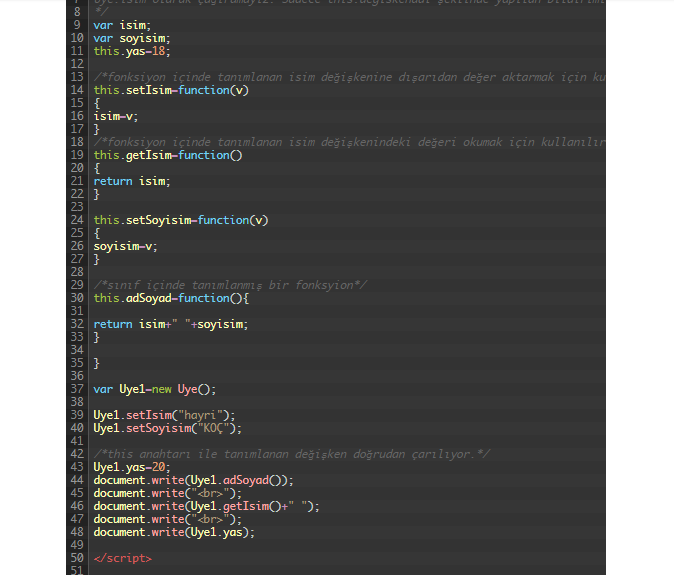 8 */
9 var isim;
10 var soyisim;
11 this.yas=18;
12
13 /*fonksiyon içinde tanımlanan isim değişkenine dışarıdan değer aktarmak için ku
14 this.setIsim=function(v)
15 {
16 isim=v;
17 }
18 /*fonksiyon içinde tanımlanan isim değişkenindeki değeri okumak için kullanılır
19 this.getIsim=function()
20 {
21 return isim;
22 }
23
24 this.setSoyisim=function(v)
25 {
26 soyisim=v;
27 }
28
29 /*sınıf içinde tanımlanmış bir fonksyion*/
30 this.adSoyad=function(){
31
32 return isim+" "+soyisim;
33 }
34
35 }
36
37 var Uye1=new Uye();
38
39 Uye1.setIsim("hayri");
40 Uye1.setSoyisim("KOÇ");
41
42 /*this anahtarı ile tanımlanan değişken doğrudan çarılıyor.*/
43 Uye1.yas=20;
44 document.write(Uye1.adSoyad());
45 document.write("<br>");
46 document.write(Uye1.getIsim()+" ");
47 document.write("<br>");
48 document.write(Uye1.yas);
49
50 </script>
51